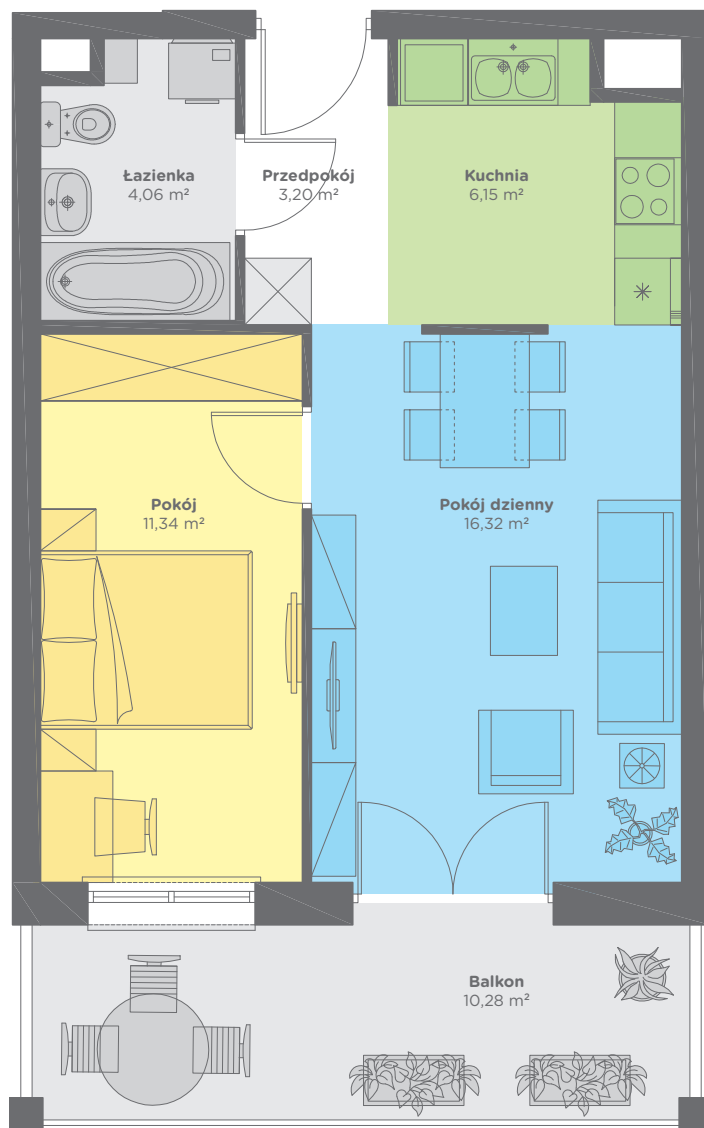 Łazienka
4,06 m²
Przedpokój
3,20 m²
Kuchnia
6,15 m²
Pokój
11,34 m²
Pokój dzienny
16,32 m²
Balkon
10,28 m²